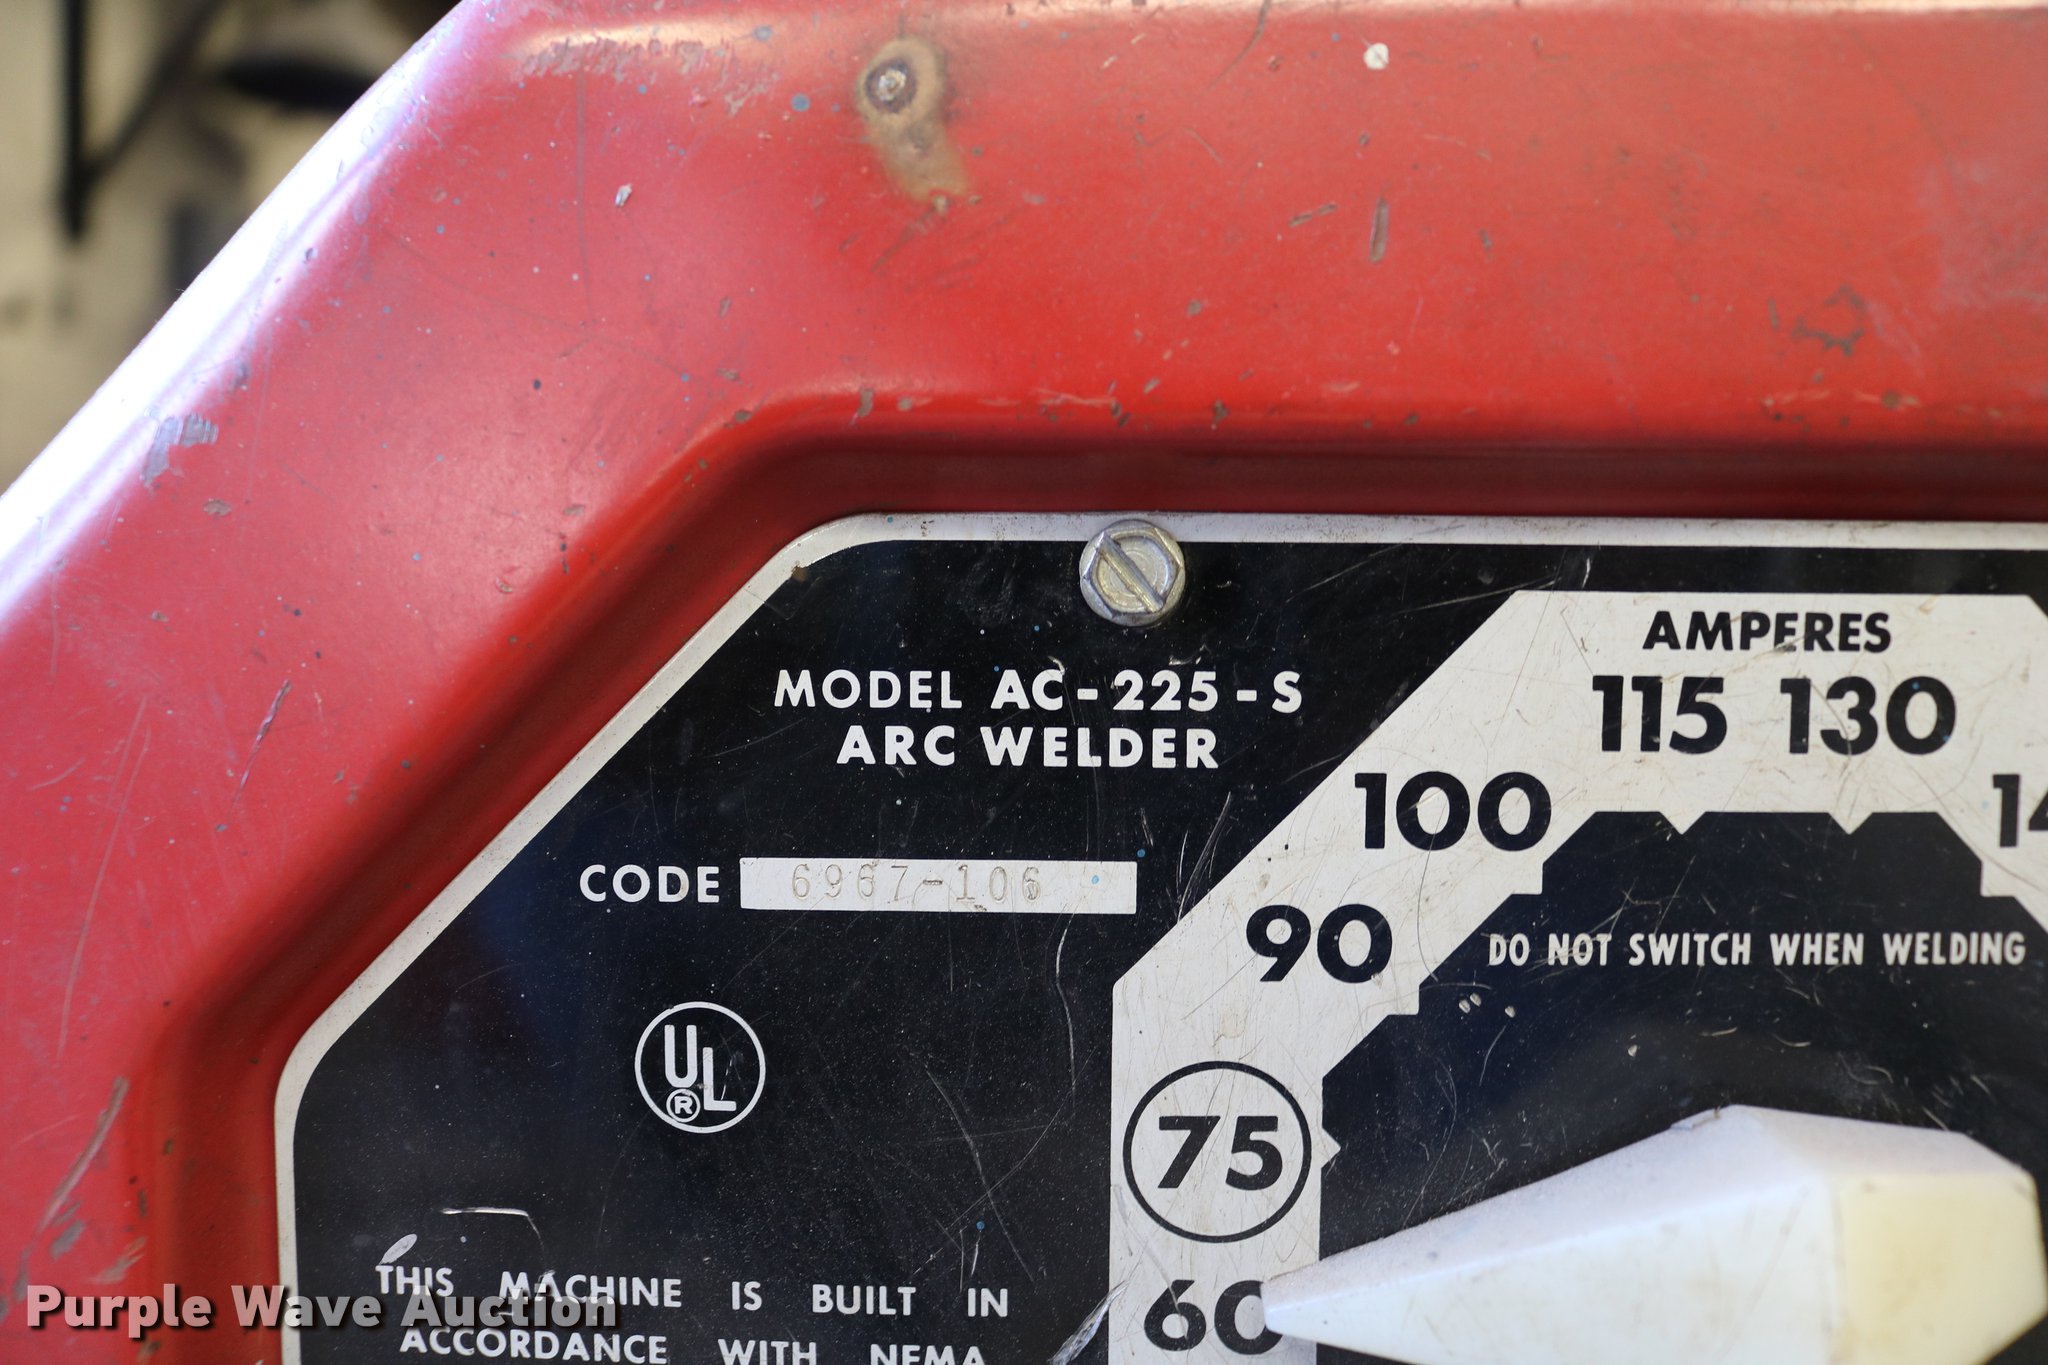 MODEL AC-225-S
ARC WELDER
CODE 6967-106
UL
®
THIS MACHINE IS BUILT IN
ACCORDANCE WITH NEMA
AMPERES
115 130
100
90
75
60
DO NOT SWITCH WHEN WELDING
Purple Wave Auction